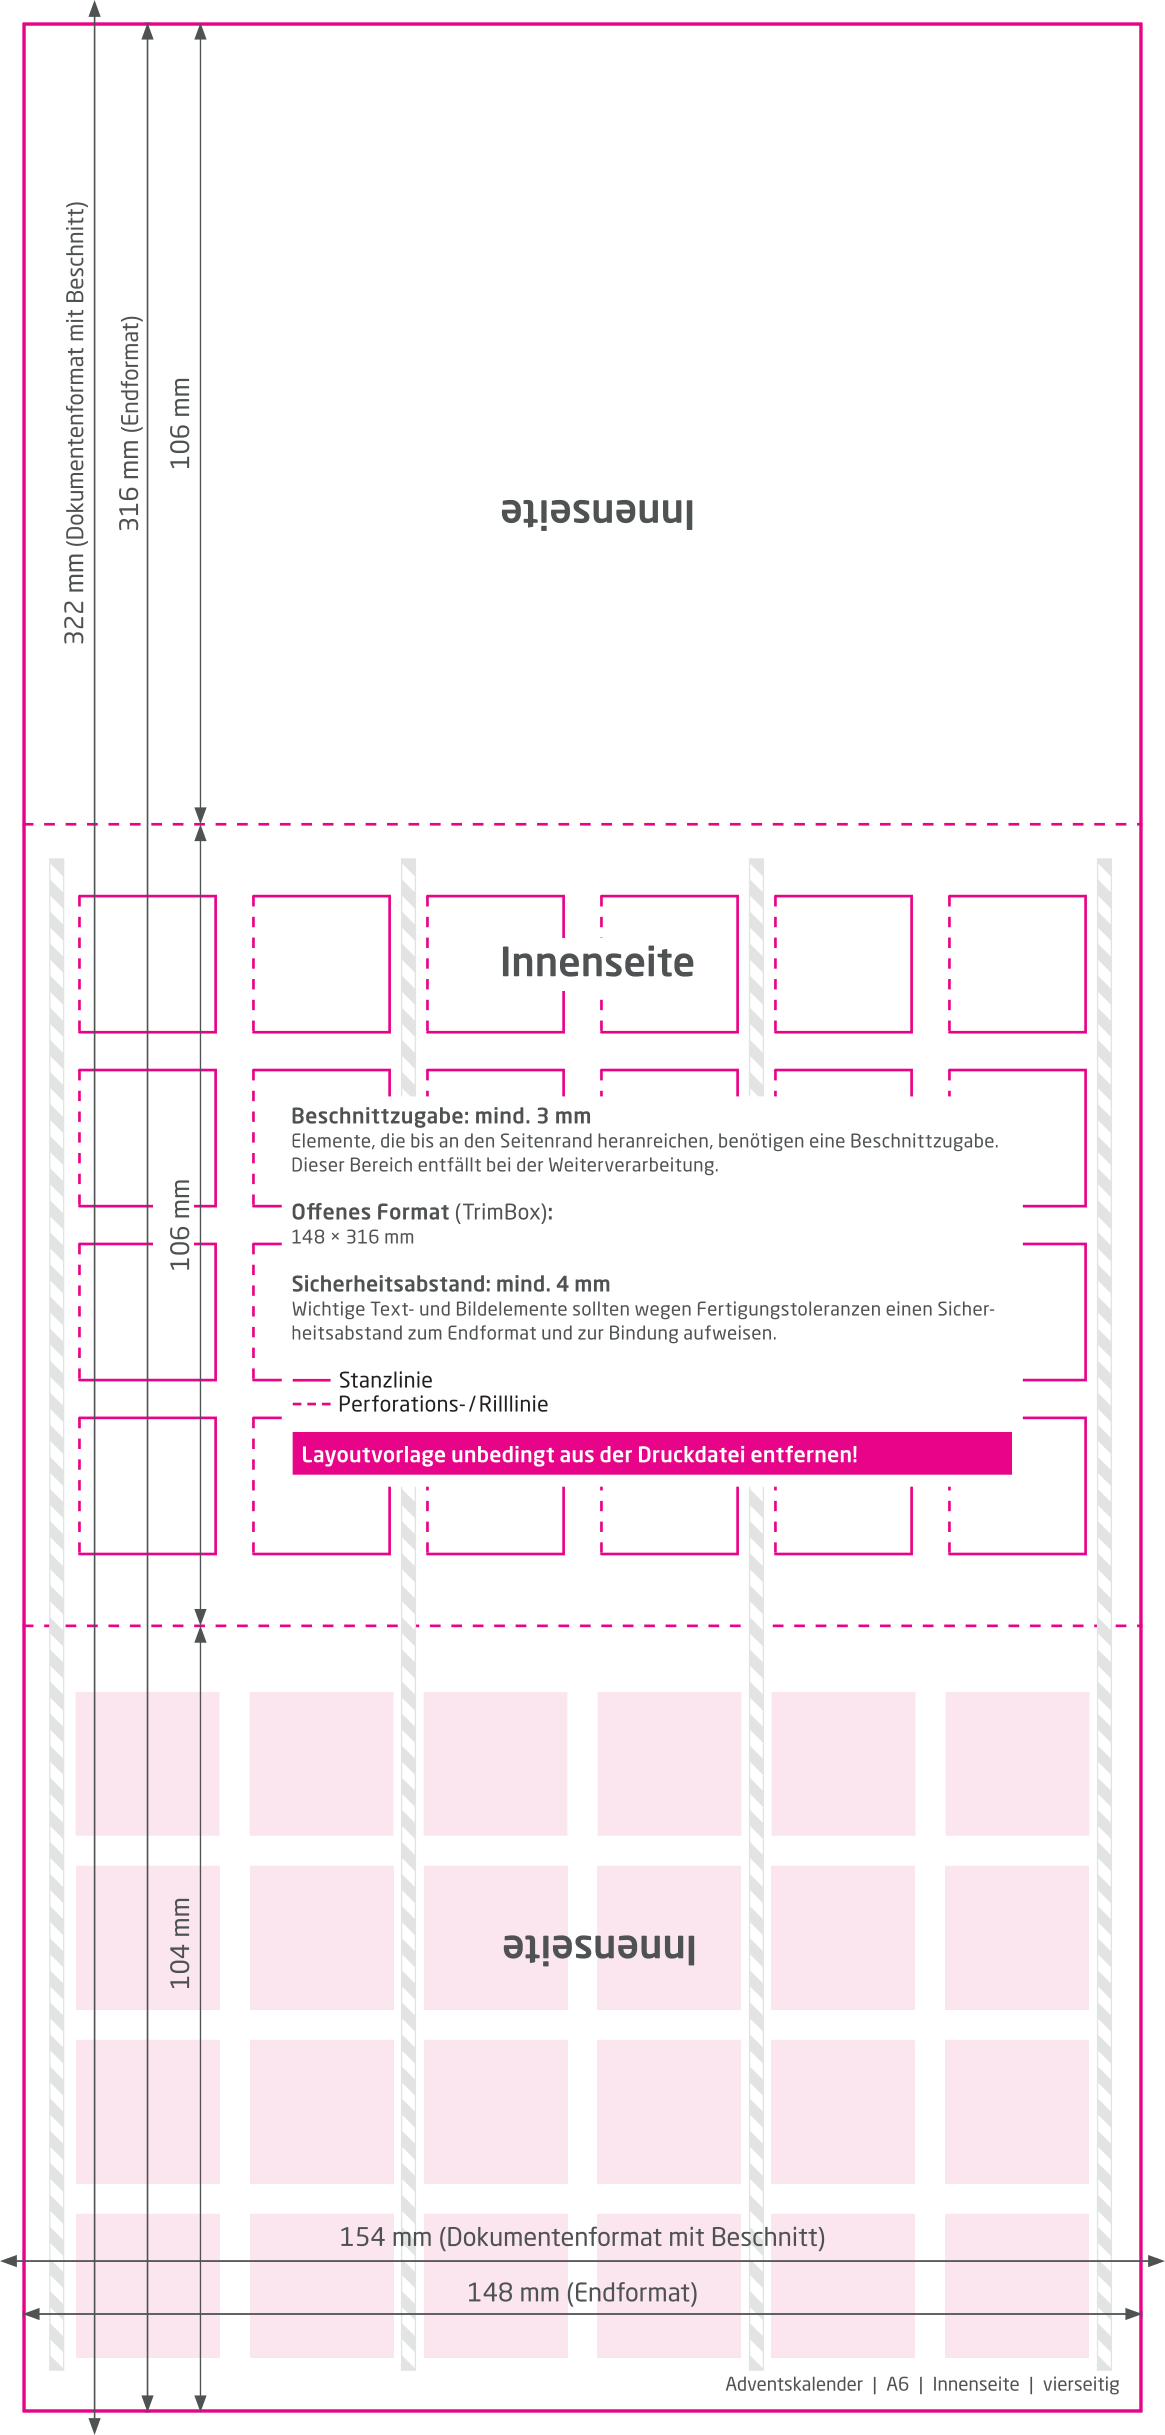 322 mm (Dokumentenformat mit Beschnitt)
316 mm (Endformat)
106 mm
Innenseite
Innenseite
106 mm
Beschnittzugabe: mind. 3 mm
Elemente, die bis an den Seitenrand heranreichen, benötigen eine Beschnittzugabe.
Dieser Bereich entfällt bei der Weiterverarbeitung.
Offenes Format (TrimBox):
148 × 316 mm
Sicherheitsabstand: mind. 4 mm
Wichtige Text- und Bildelemente sollten wegen Fertigungstoleranzen einen Sicher-
heitsabstand zum Endformat und zur Bindung aufweisen.
Stanzlinie
Perforations-/Rilllinie
Layoutvorlage unbedingt aus der Druckdatei entfernen!
104 mm
Innenseite
154 mm (Dokumentenformat mit Beschnitt)
148 mm (Endformat)
Adventskalender | A6 | Innenseite | vierseitig